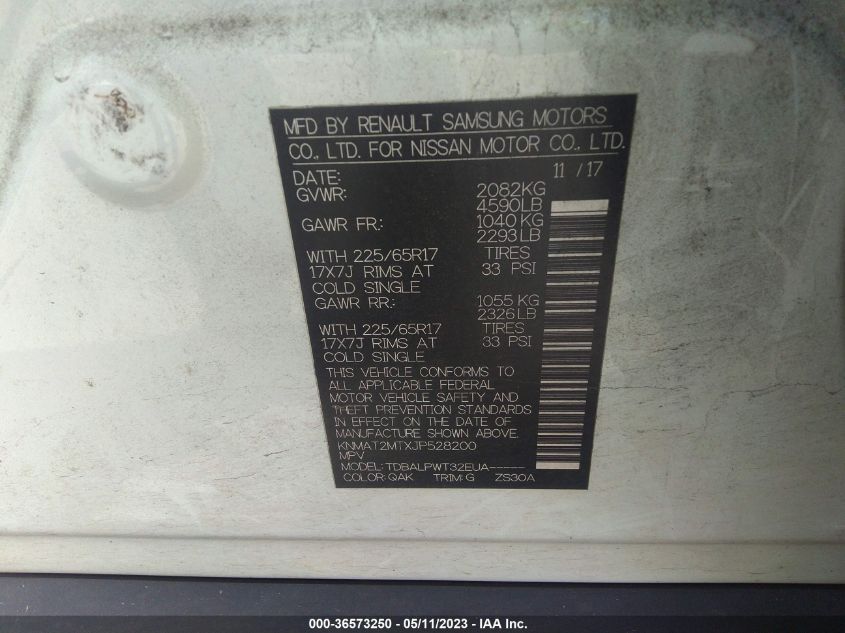 MFD BY RENAULT SAMSUNG MOTORS
CO., LTD. FOR NISSAN MOTOR CO., LTD.
DATE: 11 / 17
GVWR: 2082KG
4590LB
GAWR FR.: 1040 KG
2293 LB
WITH 225/65R17 TIRES
17X7J RIMS AT 33 PSI
COLD SINGLE
GAWR RR.: 1055 KG
2326 LB
WITH 225/65R17 TIRES
17X7J RIMS AT 33 PSI
COLD SINGLE
THIS VEHICLE CONFORMS TO
ALL APPLICABLE FEDERAL
MOTOR VEHICLE SAFETY AND
THEFT PREVENTION STANDARDS
IN EFFECT ON THE DATE OF
MANUFACTURE SHOWN ABOVE.
KNMAT2MTXJP528200
MPV
MODEL: TDBALPWT32EUA-----
COLOR: QAK TRIM: G ZS30A
000-36573250 - 05/11/2023 - IAA Inc.